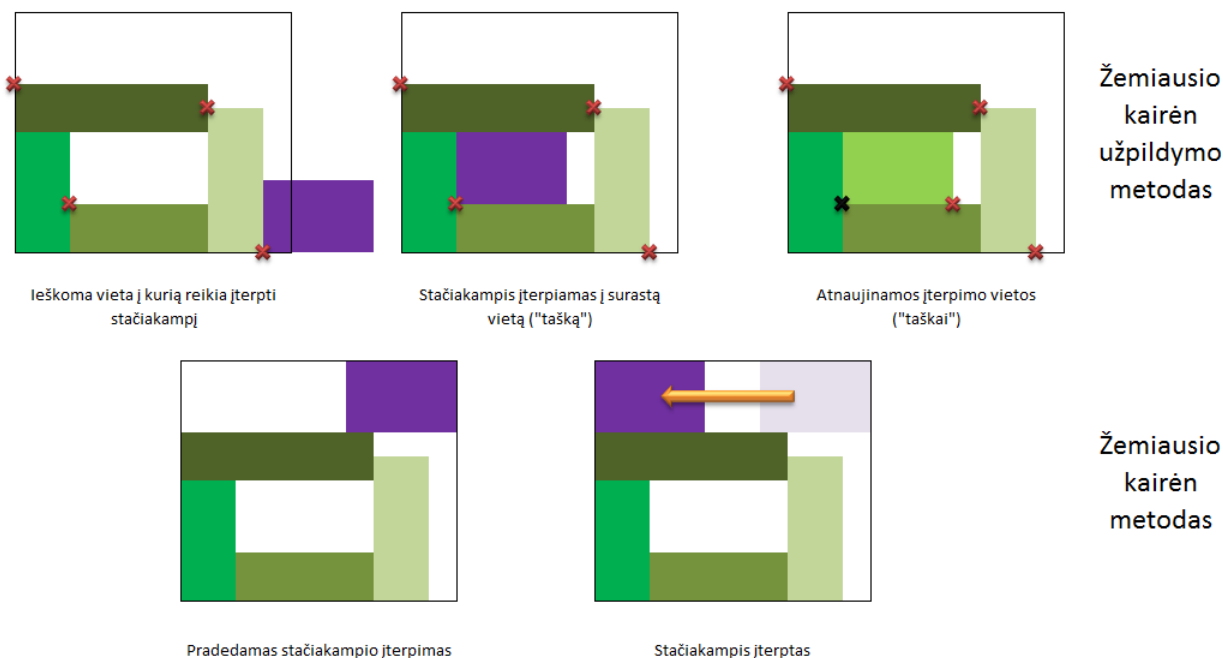 Žemiausio
kairėn
užpildymo
metodas
Ieškoma vieta į kurią reikia įterpti
stačiakampį
Stačiakampis įterpiamas į surastą
vietą ("tašką")
Atnaujinamos įterpimo vietos
("taškai")
Žemiausio
kairėn
metodas
Pradedamas stačiakampio įterpimas
Stačiakampis įterptas